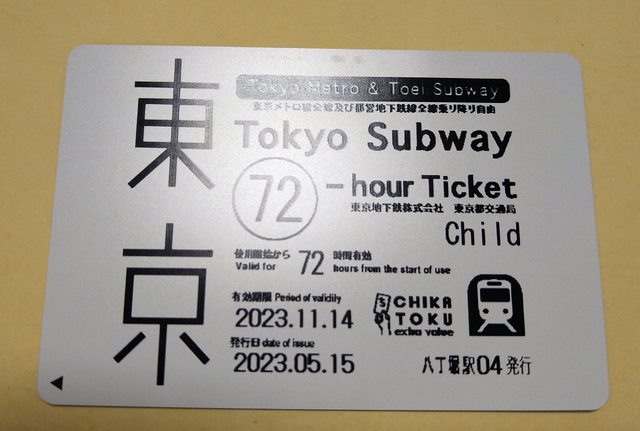 東京
Tokyo Metro & Toei Subway
東京メトロ線全線及び都営地下鉄線全線乗り降り自由
Tokyo Subway
72-hour Ticket
東京地下鉄株式会社 東京都交通局
Child
使用開始から 72 時間有効
Valid for hours from the start of use
有効期限 Period of validity
2023.11.14
CHIKA
TOKU
extra value
発行日 date of issue
2023.05.15
八丁堀駅04発行